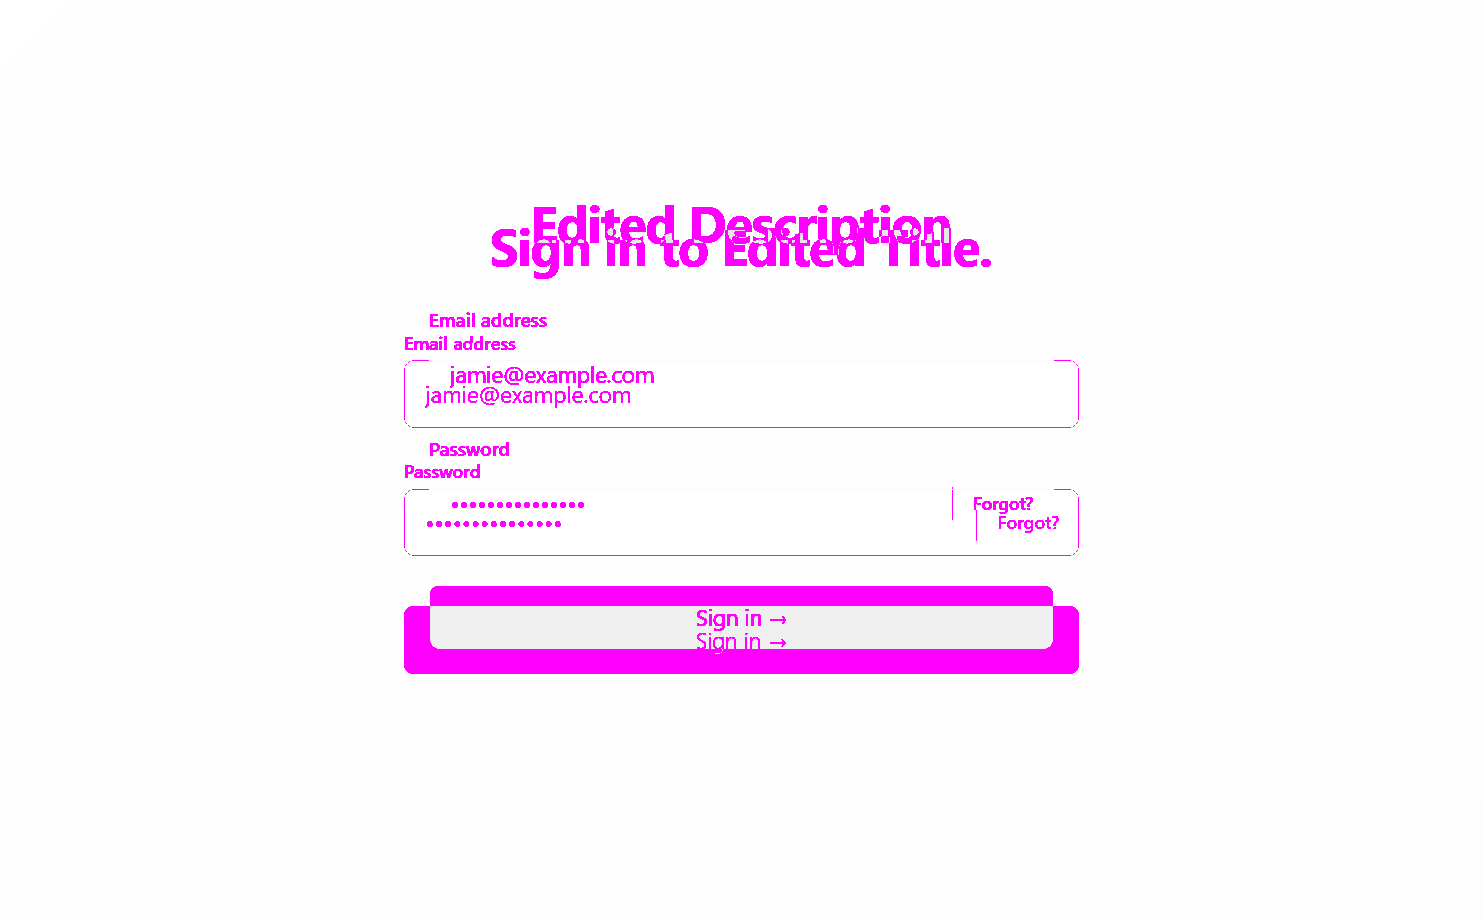 Edited Description
Sign in to Edited Title.
Email address
Email address
jamie@example.com
jamie@example.com
Password
Password
Forgot?
Forgot?
Sign in →
Sign in →